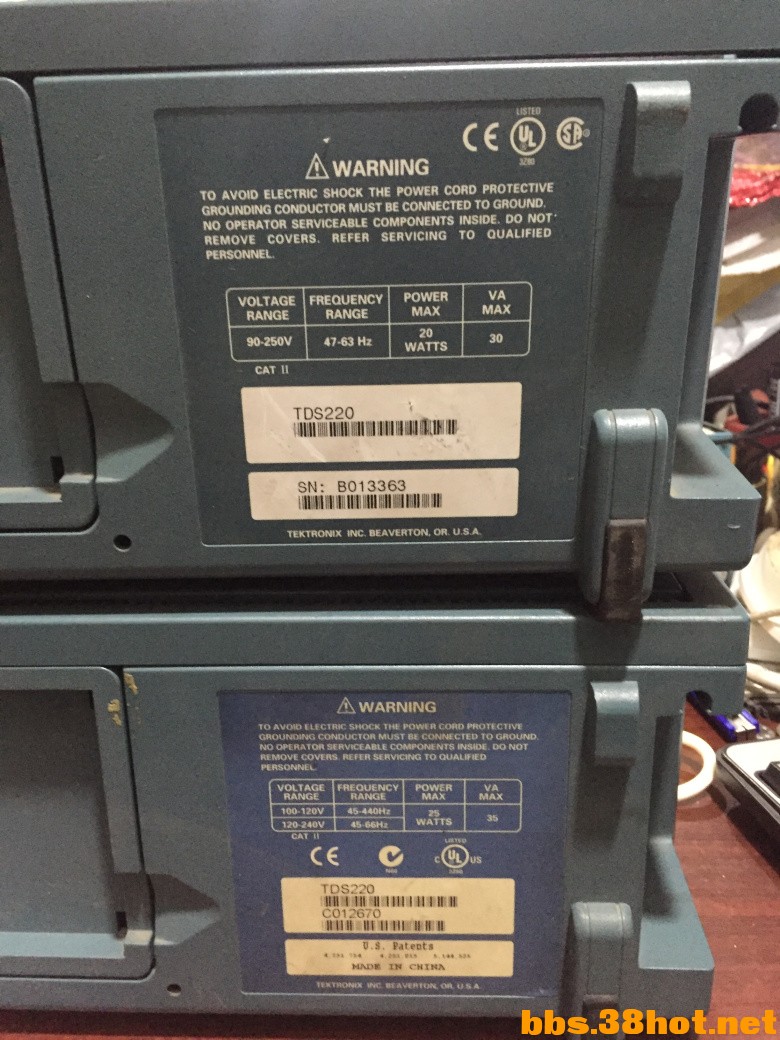 LISTED
CE UL SA®
3Z80
WARNING
TO AVOID ELECTRIC SHOCK THE POWER CORD PROTECTIVE
GROUNDING CONDUCTOR MUST BE CONNECTED TO GROUND.
NO OPERATOR SERVICEABLE COMPONENTS INSIDE. DO NOT
REMOVE COVERS. REFER SERVICING TO QUALIFIED
PERSONNEL.
VOLTAGE RANGE FREQUENCY RANGE POWER MAX VA MAX
90-250V 47-63 Hz 20 WATTS 30
CAT II
TDS220
SN: B013363
TEKTRONIX INC. BEAVERTON, OR. U.S.A.
WARNING
TO AVOID ELECTRIC SHOCK THE POWER CORD PROTECTIVE
GROUNDING CONDUCTOR MUST BE CONNECTED TO GROUND.
NO OPERATOR SERVICEABLE COMPONENTS INSIDE. DO NOT
REMOVE COVERS. REFER SERVICING TO QUALIFIED
PERSONNEL.
VOLTAGE RANGE FREQUENCY RANGE POWER MAX VA MAX
100-120V 45-440Hz 25 WATTS 35
120-240V 45-66Hz
CAT II
LISTED
CE C UL US
TDS220
C012670
U.S. Patents
MADE IN CHINA
TEKTRONIX INC. BEAVERTON, OR. U.S.A.
bbs.38hot.net